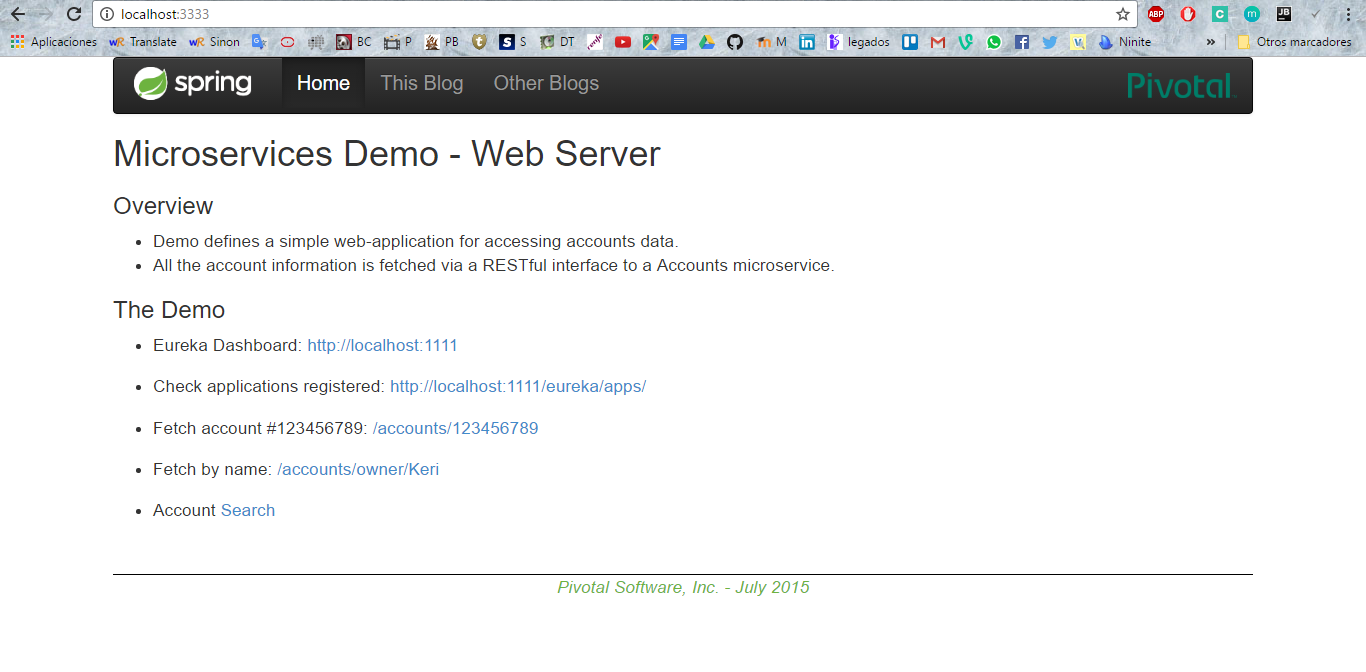 localhost:3333
ABP
C
m
JB
Aplicaciones
wR Translate
wR Sinon
BC
P
PB
S S
DT
M
in
legados
Ninite
»
Otros marcadores
spring
Home
This Blog
Other Blogs
Pivotal
Microservices Demo - Web Server
Overview
• Demo defines a simple web-application for accessing accounts data.
• All the account information is fetched via a RESTful interface to a Accounts microservice.
The Demo
• Eureka Dashboard: http://localhost:1111
• Check applications registered: http://localhost:1111/eureka/apps/
• Fetch account #123456789: /accounts/123456789
• Fetch by name: /accounts/owner/Keri
• Account Search
Pivotal Software, Inc. - July 2015